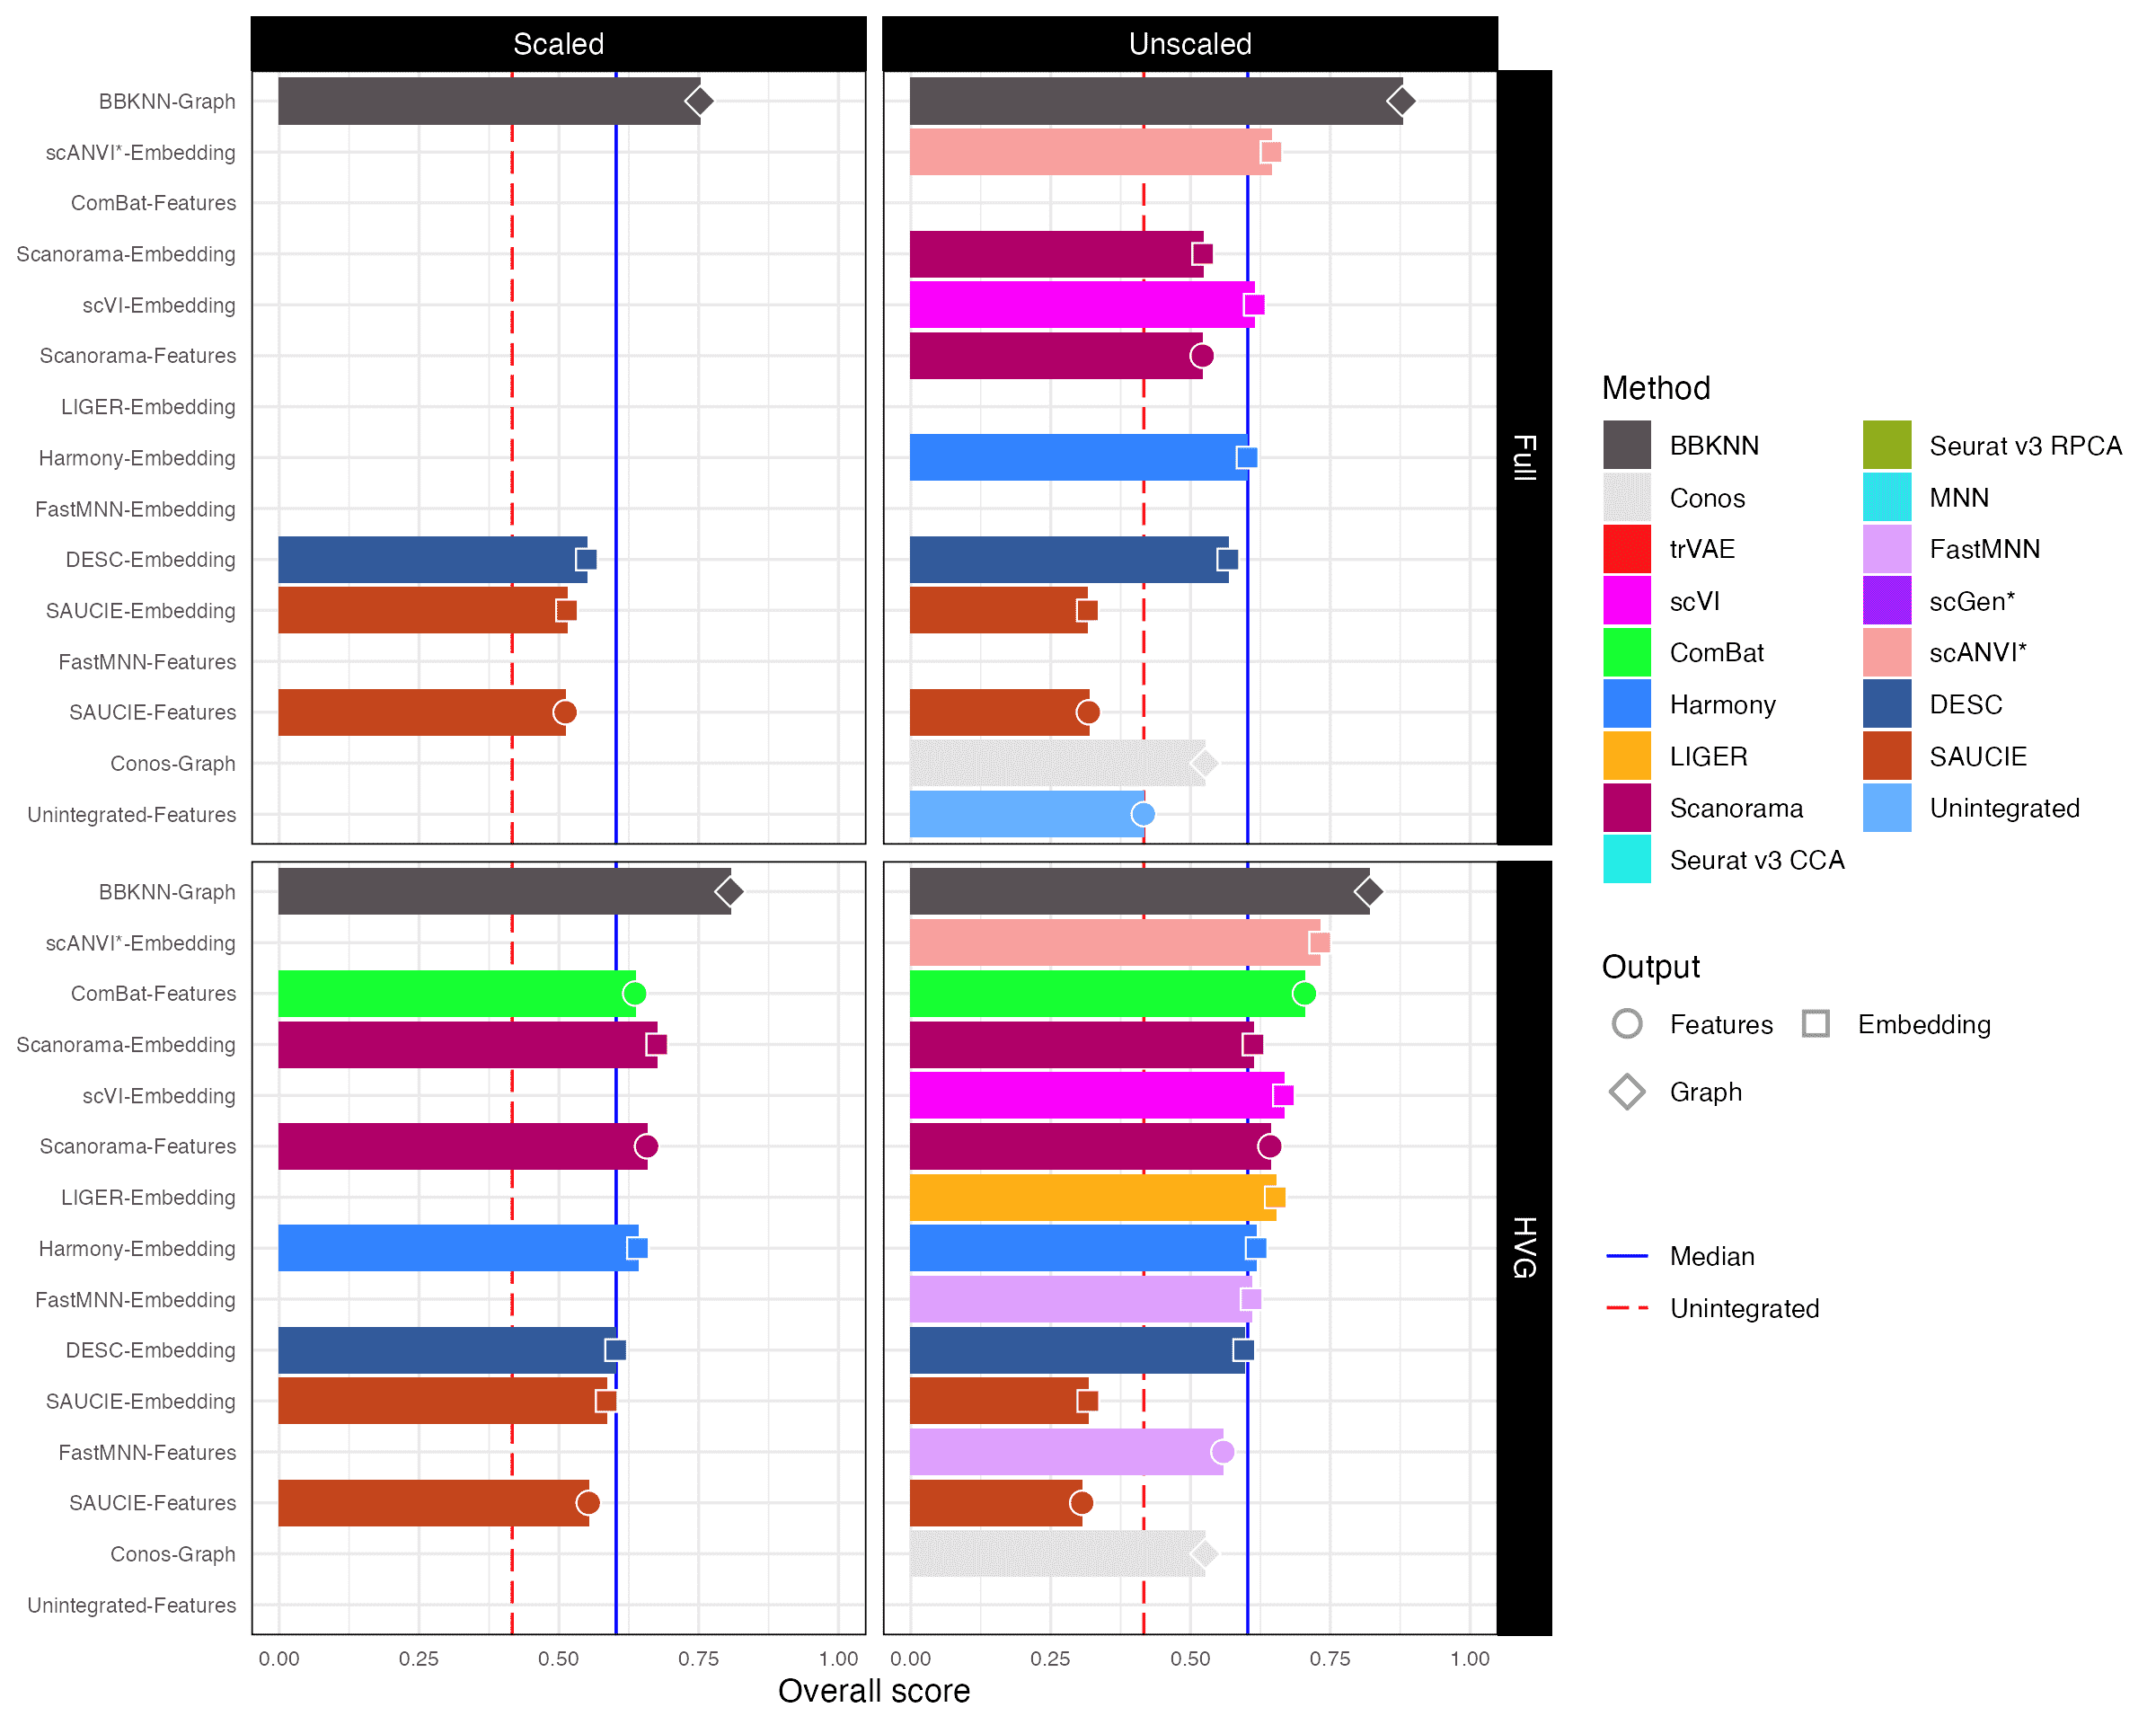 Scaled
Unscaled
BBKNN-Graph
scANVI*-Embedding
ComBat-Features
Scanorama-Embedding
scVI-Embedding
Scanorama-Features
LIGER-Embedding
Harmony-Embedding
FastMNN-Embedding
DESC-Embedding
SAUCIE-Embedding
FastMNN-Features
SAUCIE-Features
Conos-Graph
Unintegrated-Features
Full
BBKNN-Graph
scANVI*-Embedding
ComBat-Features
Scanorama-Embedding
scVI-Embedding
Scanorama-Features
LIGER-Embedding
Harmony-Embedding
FastMNN-Embedding
DESC-Embedding
SAUCIE-Embedding
FastMNN-Features
SAUCIE-Features
Conos-Graph
Unintegrated-Features
HVG
0.00 0.25 0.50 0.75 1.00
0.00 0.25 0.50 0.75 1.00
Overall score
Method
BBKNN
Conos
trVAE
scVI
ComBat
Harmony
LIGER
Scanorama
Seurat v3 CCA
Seurat v3 RPCA
MNN
FastMNN
scGen*
scANVI*
DESC
SAUCIE
Unintegrated
Output
Features
Embedding
Graph
Median
Unintegrated